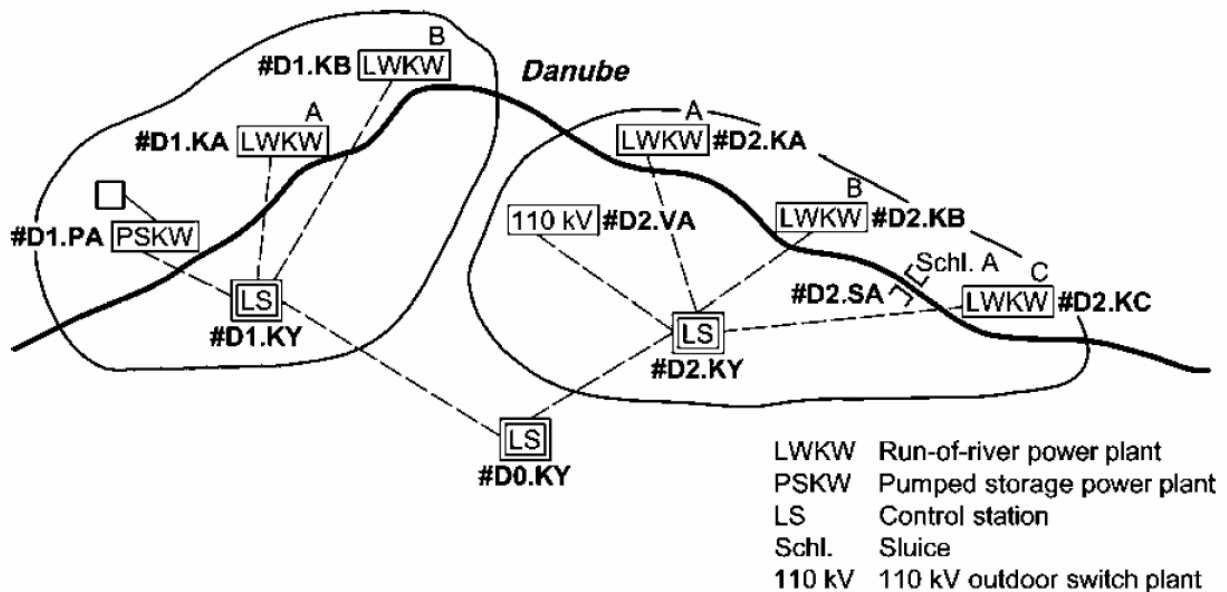 B
#D1.KB LWKW
Danube
A
#D1.KA LWKW
A
LWKW #D2.KA
#D1.PA PSKW
110 kV #D2.VA
B
LWKW #D2.KB
Schl. A
C
#D2.SA
LWKW #D2.KC
LS
#D1.KY
LS
#D2.KY
LS
#D0.KY
LWKW Run-of-river power plant
PSKW Pumped storage power plant
LS Control station
Schl. Sluice
110 kV 110 kV outdoor switch plant